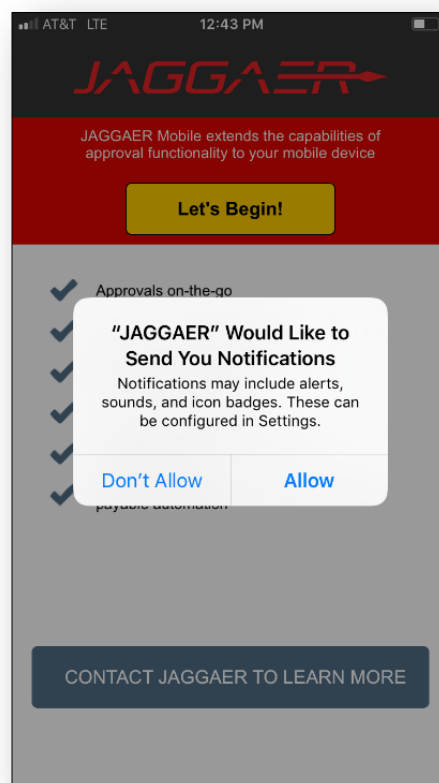 AT&T LTE 12:43 PM
JAGGAER
JAGGAER Mobile extends the capabilities of
approval functionality to your mobile device
Let's Begin!
Approvals on-the-go
“JAGGAER” Would Like to
Send You Notifications
Notifications may include alerts,
sounds, and icon badges. These can
be configured in Settings.
Don’t Allow Allow
payable automation
CONTACT JAGGAER TO LEARN MORE